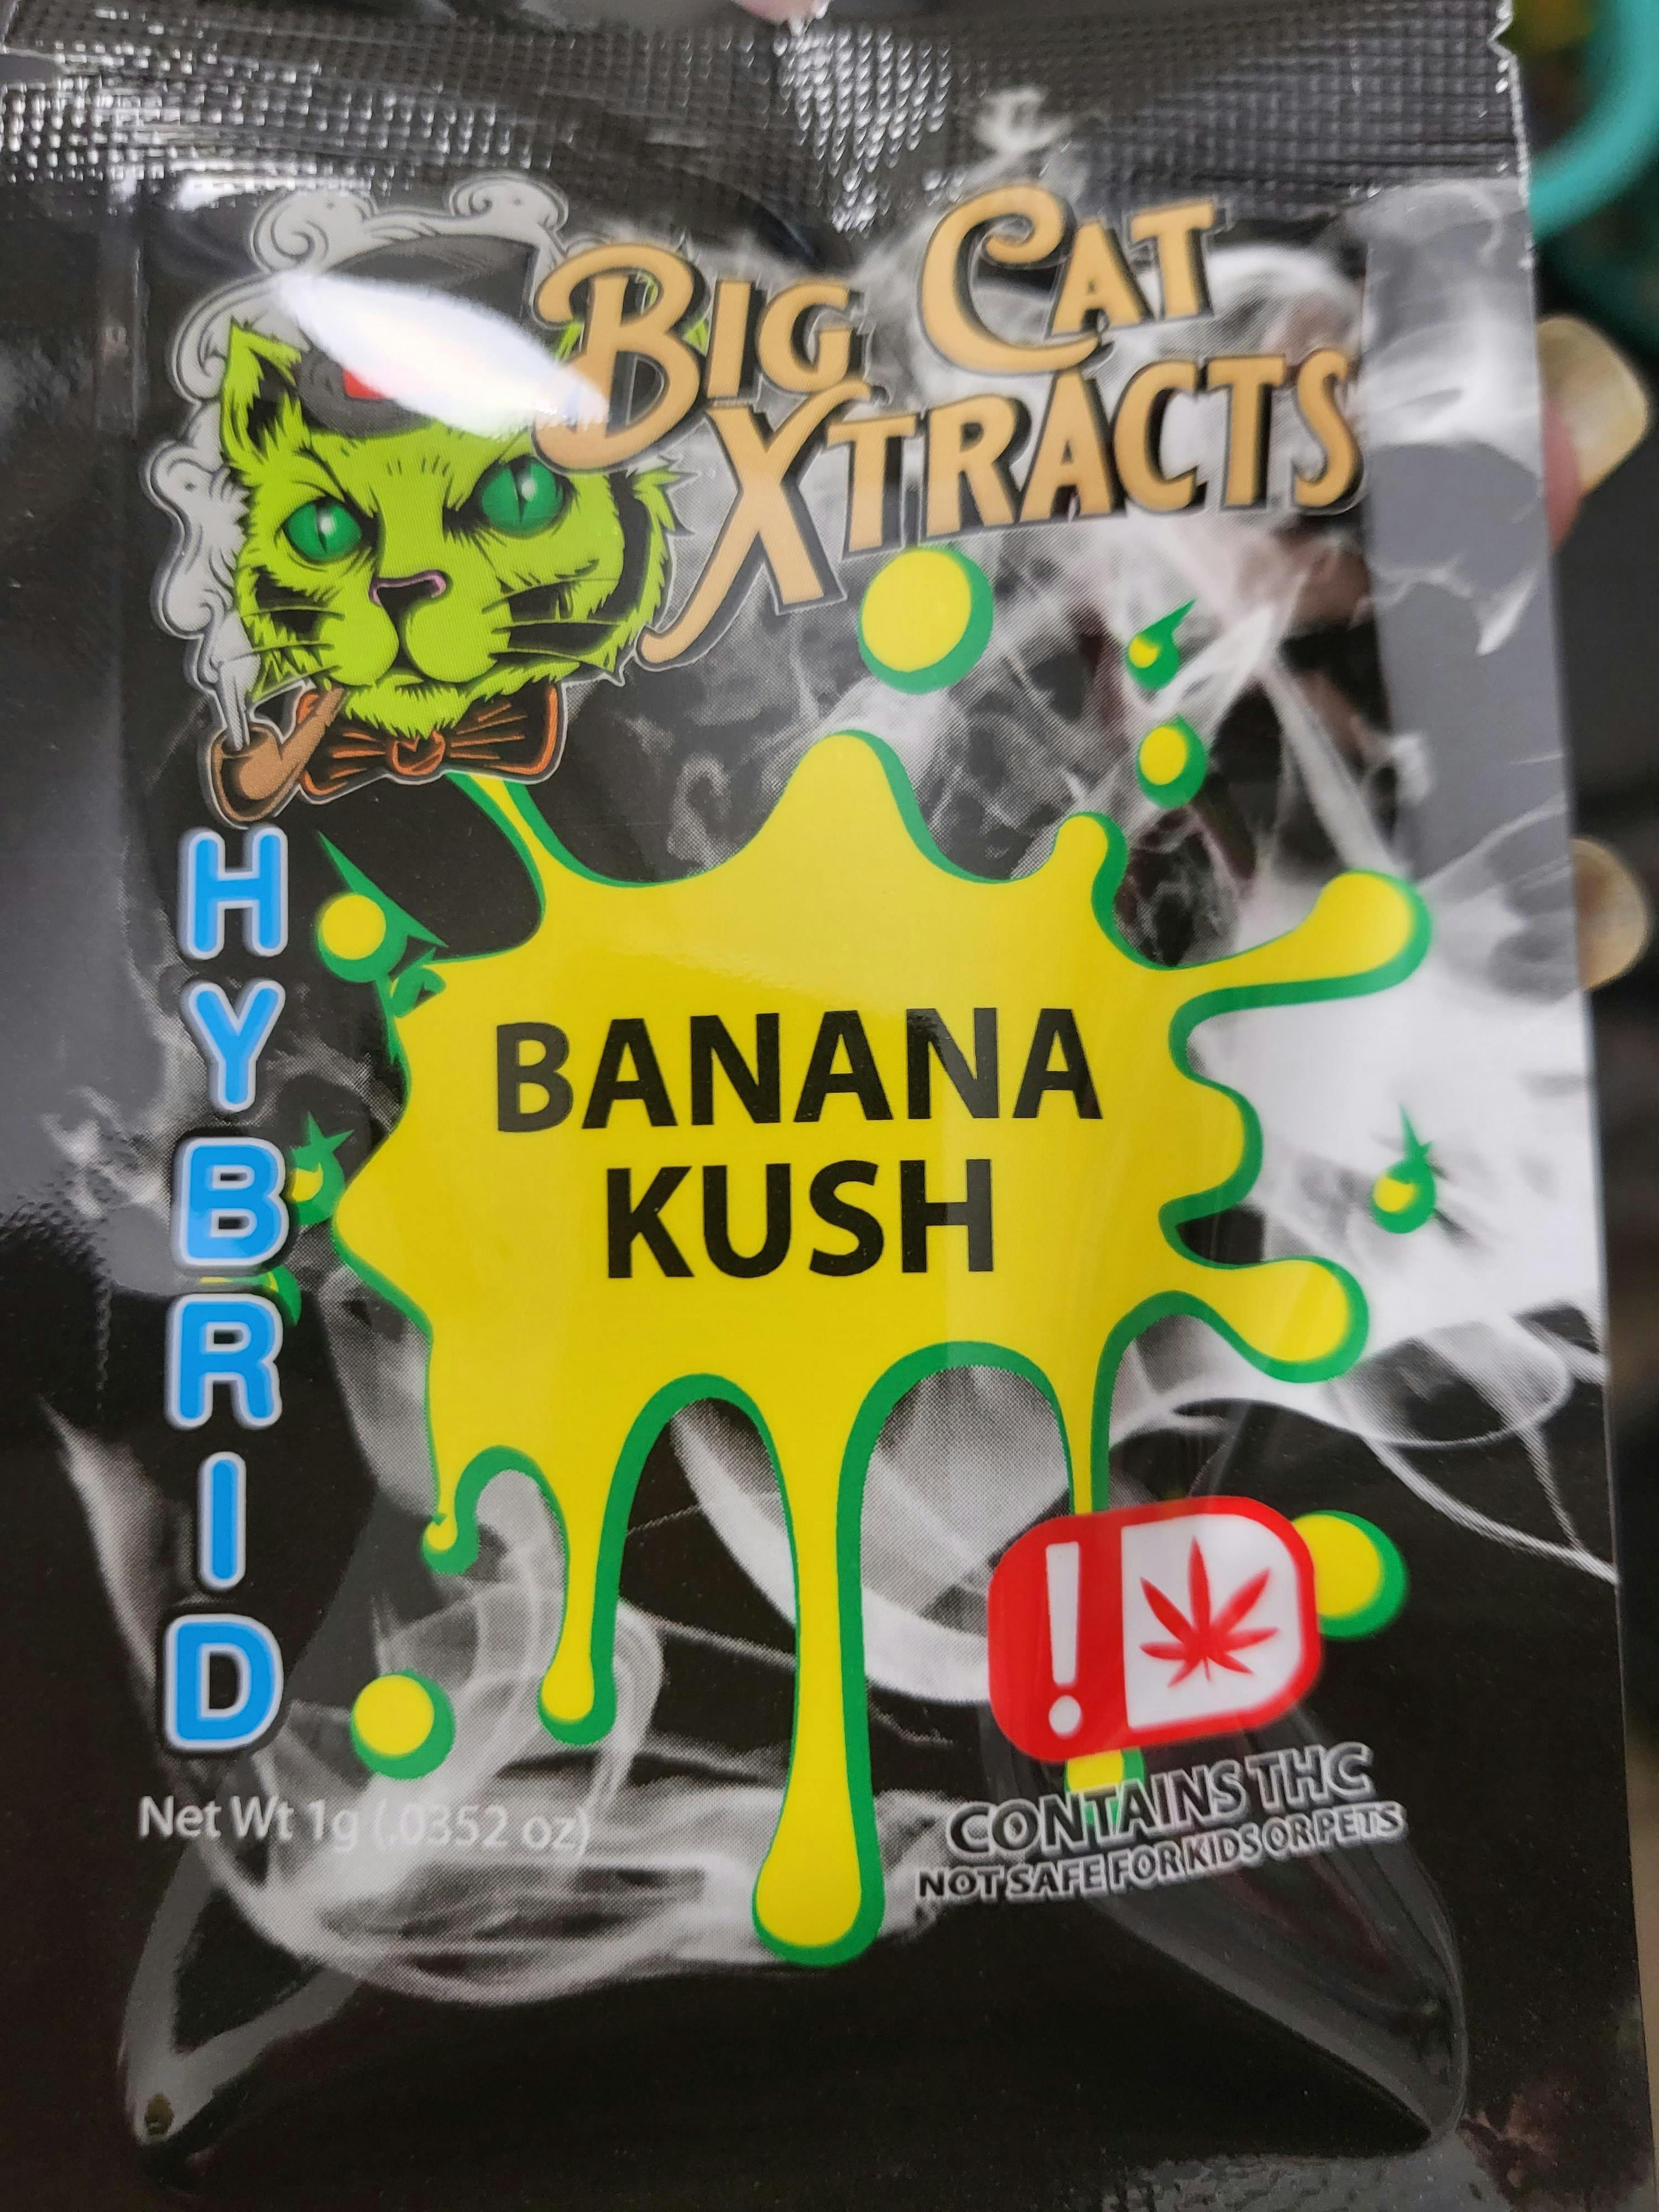 BIG CAT
XTRACTS
HYBRID
BANANA
KUSH
!
Net Wt 1g (.0352 oz)
CONTAINS THC
NOT SAFE FOR KIDS OR PETS